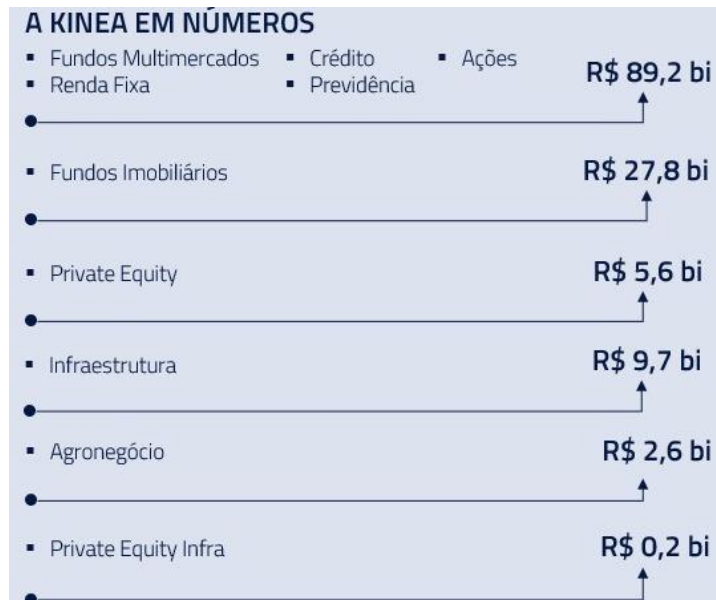 A KINEA EM NÚMEROS
▪ Fundos Multimercados ▪ Crédito ▪ Ações
▪ Renda Fixa ▪ Previdência
R$ 89,2 bi
▪ Fundos Imobiliários R$ 27,8 bi
▪ Private Equity R$ 5,6 bi
▪ Infraestrutura R$ 9,7 bi
▪ Agronegócio R$ 2,6 bi
▪ Private Equity Infra R$ 0,2 bi